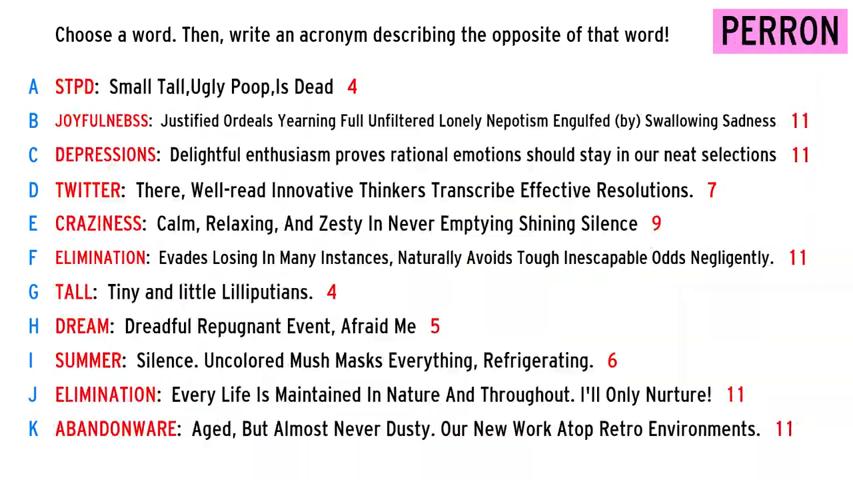 Choose a word. Then, write an acronym describing the opposite of that word!
PERRON
A STPD: Small Tall,Ugly Poop,Is Dead 4
B JOYFULNEBSS: Justified Ordeals Yearning Full Unfiltered Lonely Nepotism Engulfed (by) Swallowing Sadness 11
C DEPRESSIONS: Delightful enthusiasm proves rational emotions should stay in our neat selections 11
D TWITTER: There, Well-read Innovative Thinkers Transcribe Effective Resolutions. 7
E CRAZINESS: Calm, Relaxing, And Zesty In Never Emptying Shining Silence 9
F ELIMINATION: Evades Losing In Many Instances, Naturally Avoids Tough Inescapable Odds Negligently. 11
G TALL: Tiny and little Lilliputians. 4
H DREAM: Dreadful Repugnant Event, Afraid Me 5
I SUMMER: Silence. Uncolored Mush Masks Everything, Refrigerating. 6
J ELIMINATION: Every Life Is Maintained In Nature And Throughout. I'll Only Nurture! 11
K ABANDONWARE: Aged, But Almost Never Dusty. Our New Work Atop Retro Environments. 11